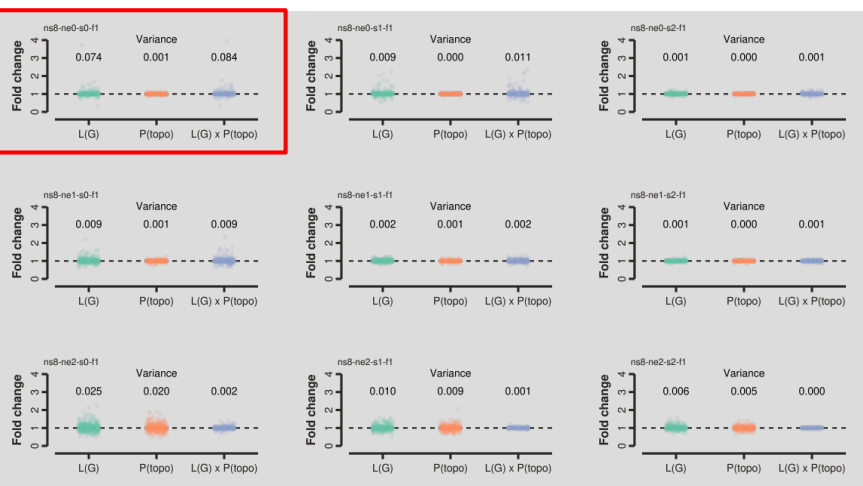 ns8-ne0-s0-f1
Variance
0.074 0.001 0.084
Fold change
0 1 2 3 4
L(G) P(topo) L(G) x P(topo)
ns8-ne0-s1-f1
Variance
0.009 0.000 0.011
Fold change
0 1 2 3 4
L(G) P(topo) L(G) x P(topo)
ns8-ne0-s2-f1
Variance
0.001 0.000 0.001
Fold change
0 1 2 3 4
L(G) P(topo) L(G) x P(topo)
ns8-ne1-s0-f1
Variance
0.009 0.001 0.009
Fold change
0 1 2 3 4
L(G) P(topo) L(G) x P(topo)
ns8-ne1-s1-f1
Variance
0.002 0.001 0.002
Fold change
0 1 2 3 4
L(G) P(topo) L(G) x P(topo)
ns8-ne1-s2-f1
Variance
0.001 0.000 0.001
Fold change
0 1 2 3 4
L(G) P(topo) L(G) x P(topo)
ns8-ne2-s0-f1
Variance
0.025 0.020 0.002
Fold change
0 1 2 3 4
L(G) P(topo) L(G) x P(topo)
ns8-ne2-s1-f1
Variance
0.010 0.009 0.001
Fold change
0 1 2 3 4
L(G) P(topo) L(G) x P(topo)
ns8-ne2-s2-f1
Variance
0.006 0.005 0.000
Fold change
0 1 2 3 4
L(G) P(topo) L(G) x P(topo)